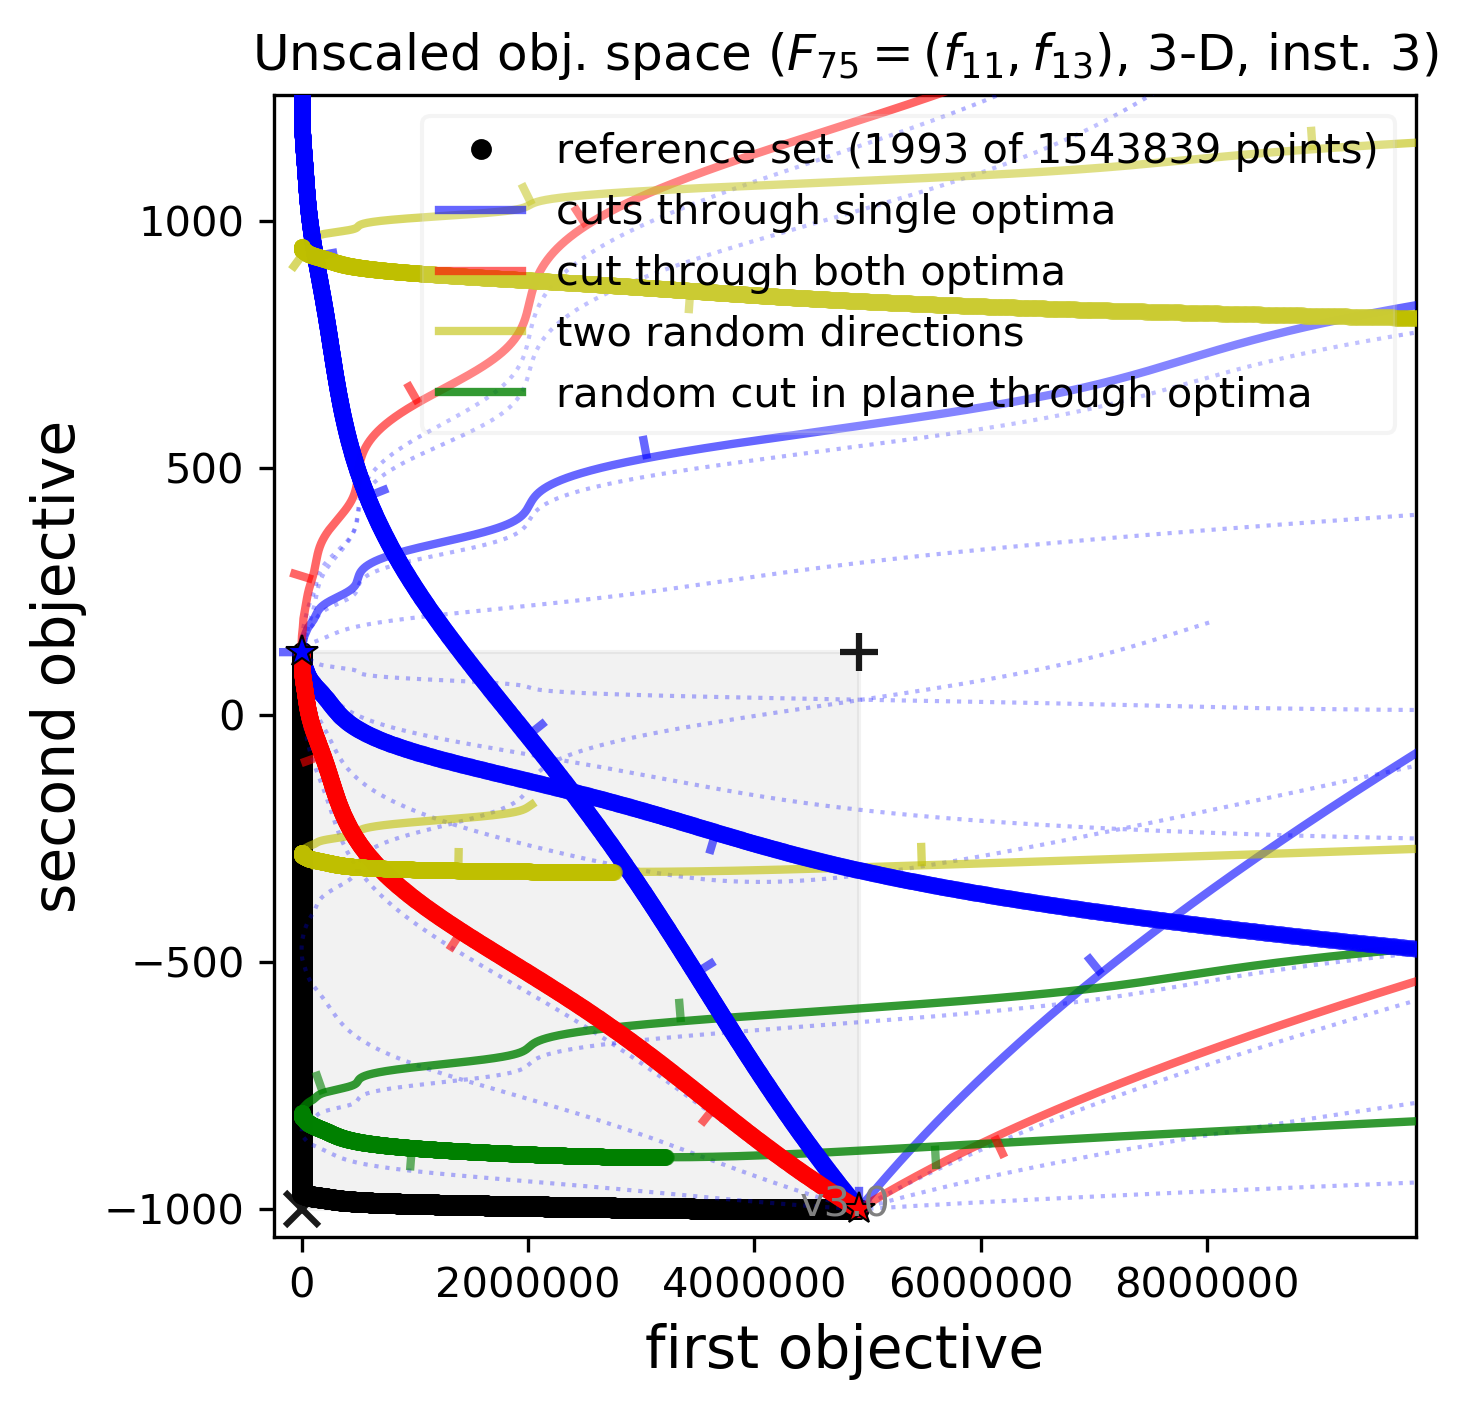 Unscaled obj. space (F₇₅ = (f₁₁, f₁₃), 3-D, inst. 3)
reference set (1993 of 1543839 points)
cuts through single optima
cut through both optima
two random directions
random cut in plane through optima
1000
500
0
−500
−1000
second objective
v3.0
0 2000000 4000000 6000000 8000000
first objective